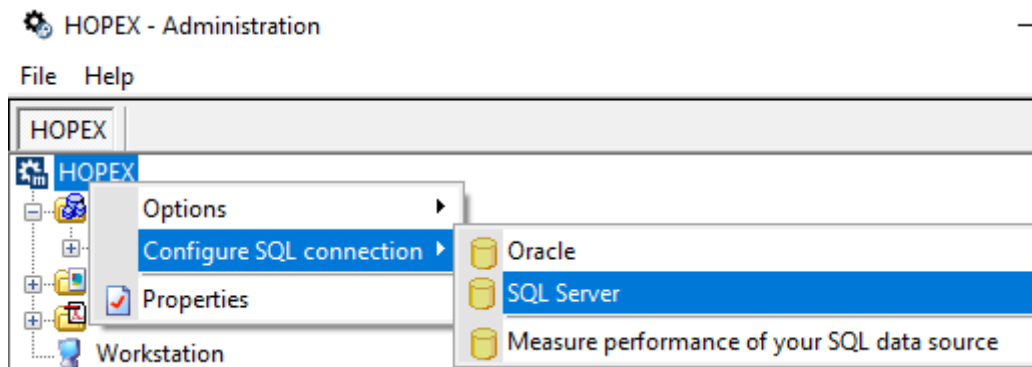 HOPEX - Administration
File Help
HOPEX
HOPEX
Options
Configure SQL connection
Oracle
SQL Server
Properties
Measure performance of your SQL data source
Workstation